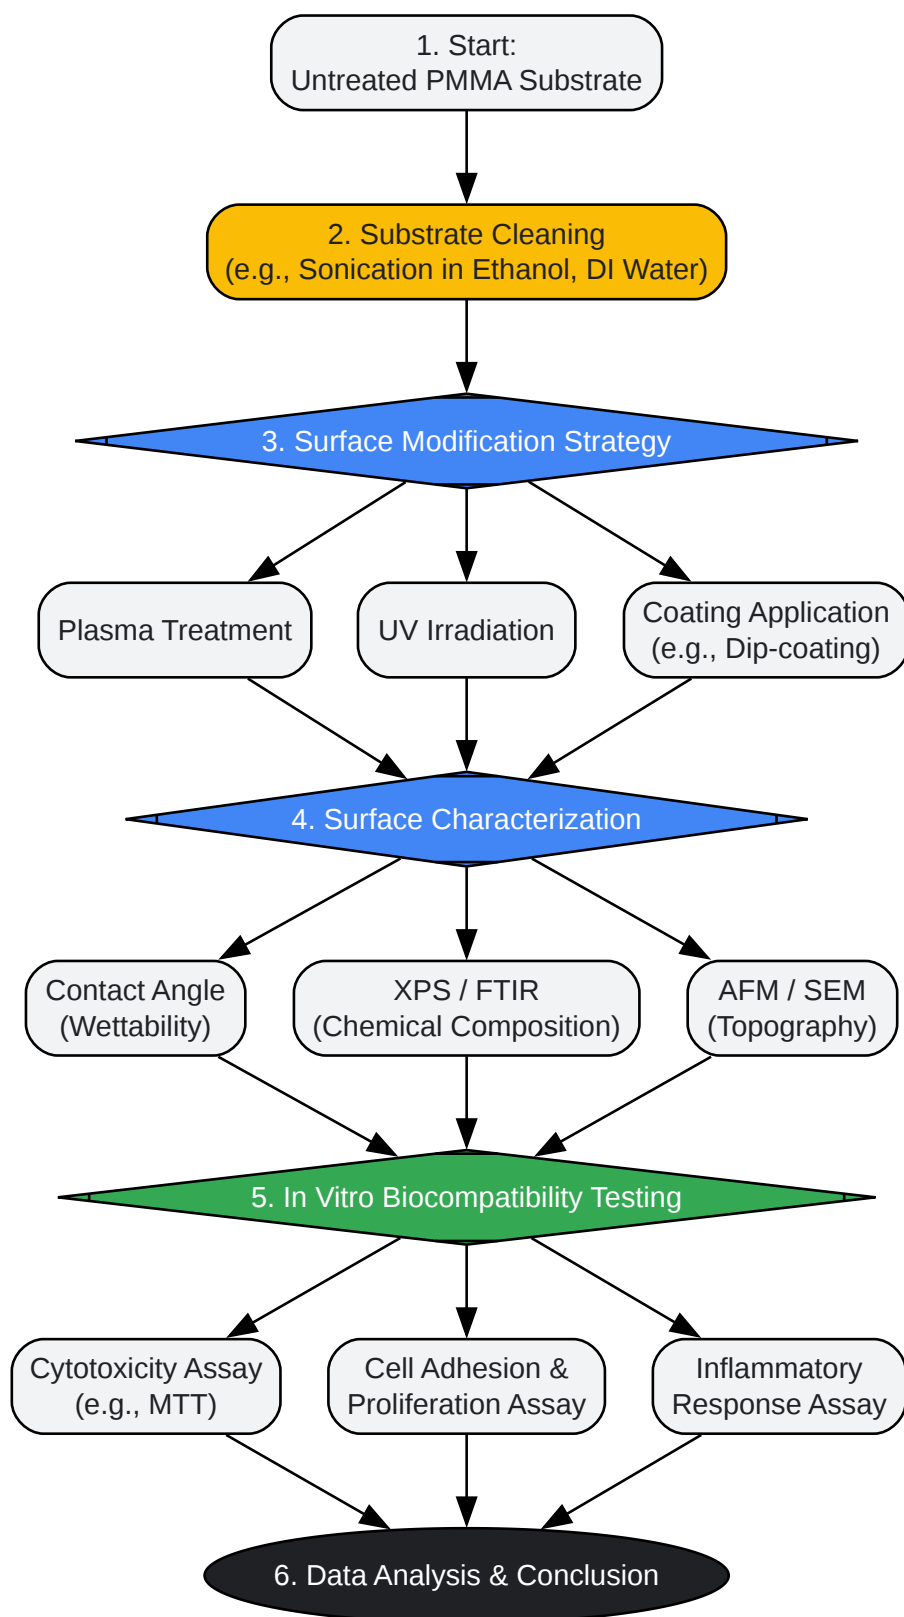 1. Start:
Untreated PMMA Substrate
2. Substrate Cleaning
(e.g., Sonication in Ethanol, DI Water)
3. Surface Modification Strategy
Plasma Treatment
UV Irradiation
Coating Application
(e.g., Dip-coating)
4. Surface Characterization
Contact Angle
(Wettability)
XPS / FTIR
(Chemical Composition)
AFM / SEM
(Topography)
5. In Vitro Biocompatibility Testing
Cytotoxicity Assay
(e.g., MTT)
Cell Adhesion &
Proliferation Assay
Inflammatory
Response Assay
6. Data Analysis & Conclusion